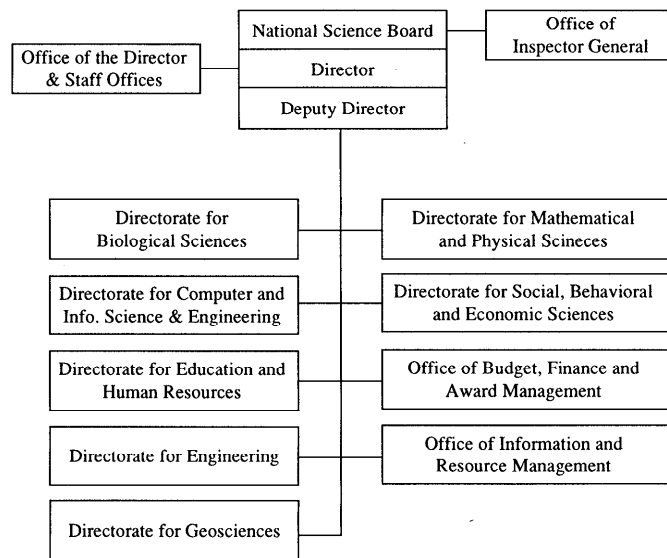 National Science Board
Office of
Inspector General
Office of the Director
& Staff Offices
Director
Deputy Director
Directorate for
Biological Sciences
Directorate for Mathematical
and Physical Scineces
Directorate for Computer and
Info. Science & Engineering
Directorate for Social, Behavioral
and Economic Sciences
Directorate for Education and
Human Resources
Office of Budget, Finance and
Award Management
Directorate for Engineering
Office of Information and
Resource Management
Directorate for Geosciences